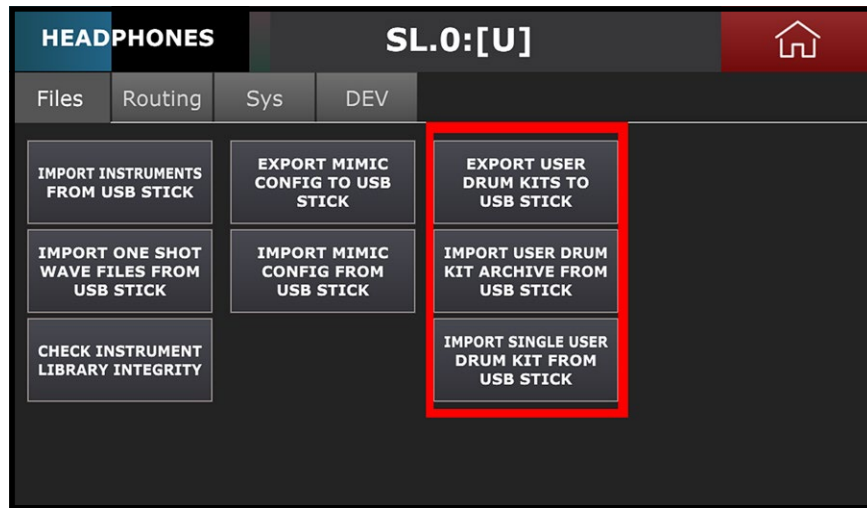 HEADPHONES
SL.0:[U]
Files
Routing
Sys
DEV
IMPORT INSTRUMENTS
FROM USB STICK
EXPORT MIMIC
CONFIG TO USB
STICK
EXPORT USER
DRUM KITS TO
USB STICK
IMPORT ONE SHOT
WAVE FILES FROM
USB STICK
IMPORT MIMIC
CONFIG FROM
USB STICK
IMPORT USER DRUM
KIT ARCHIVE FROM
USB STICK
CHECK INSTRUMENT
LIBRARY INTEGRITY
IMPORT SINGLE USER
DRUM KIT FROM
USB STICK